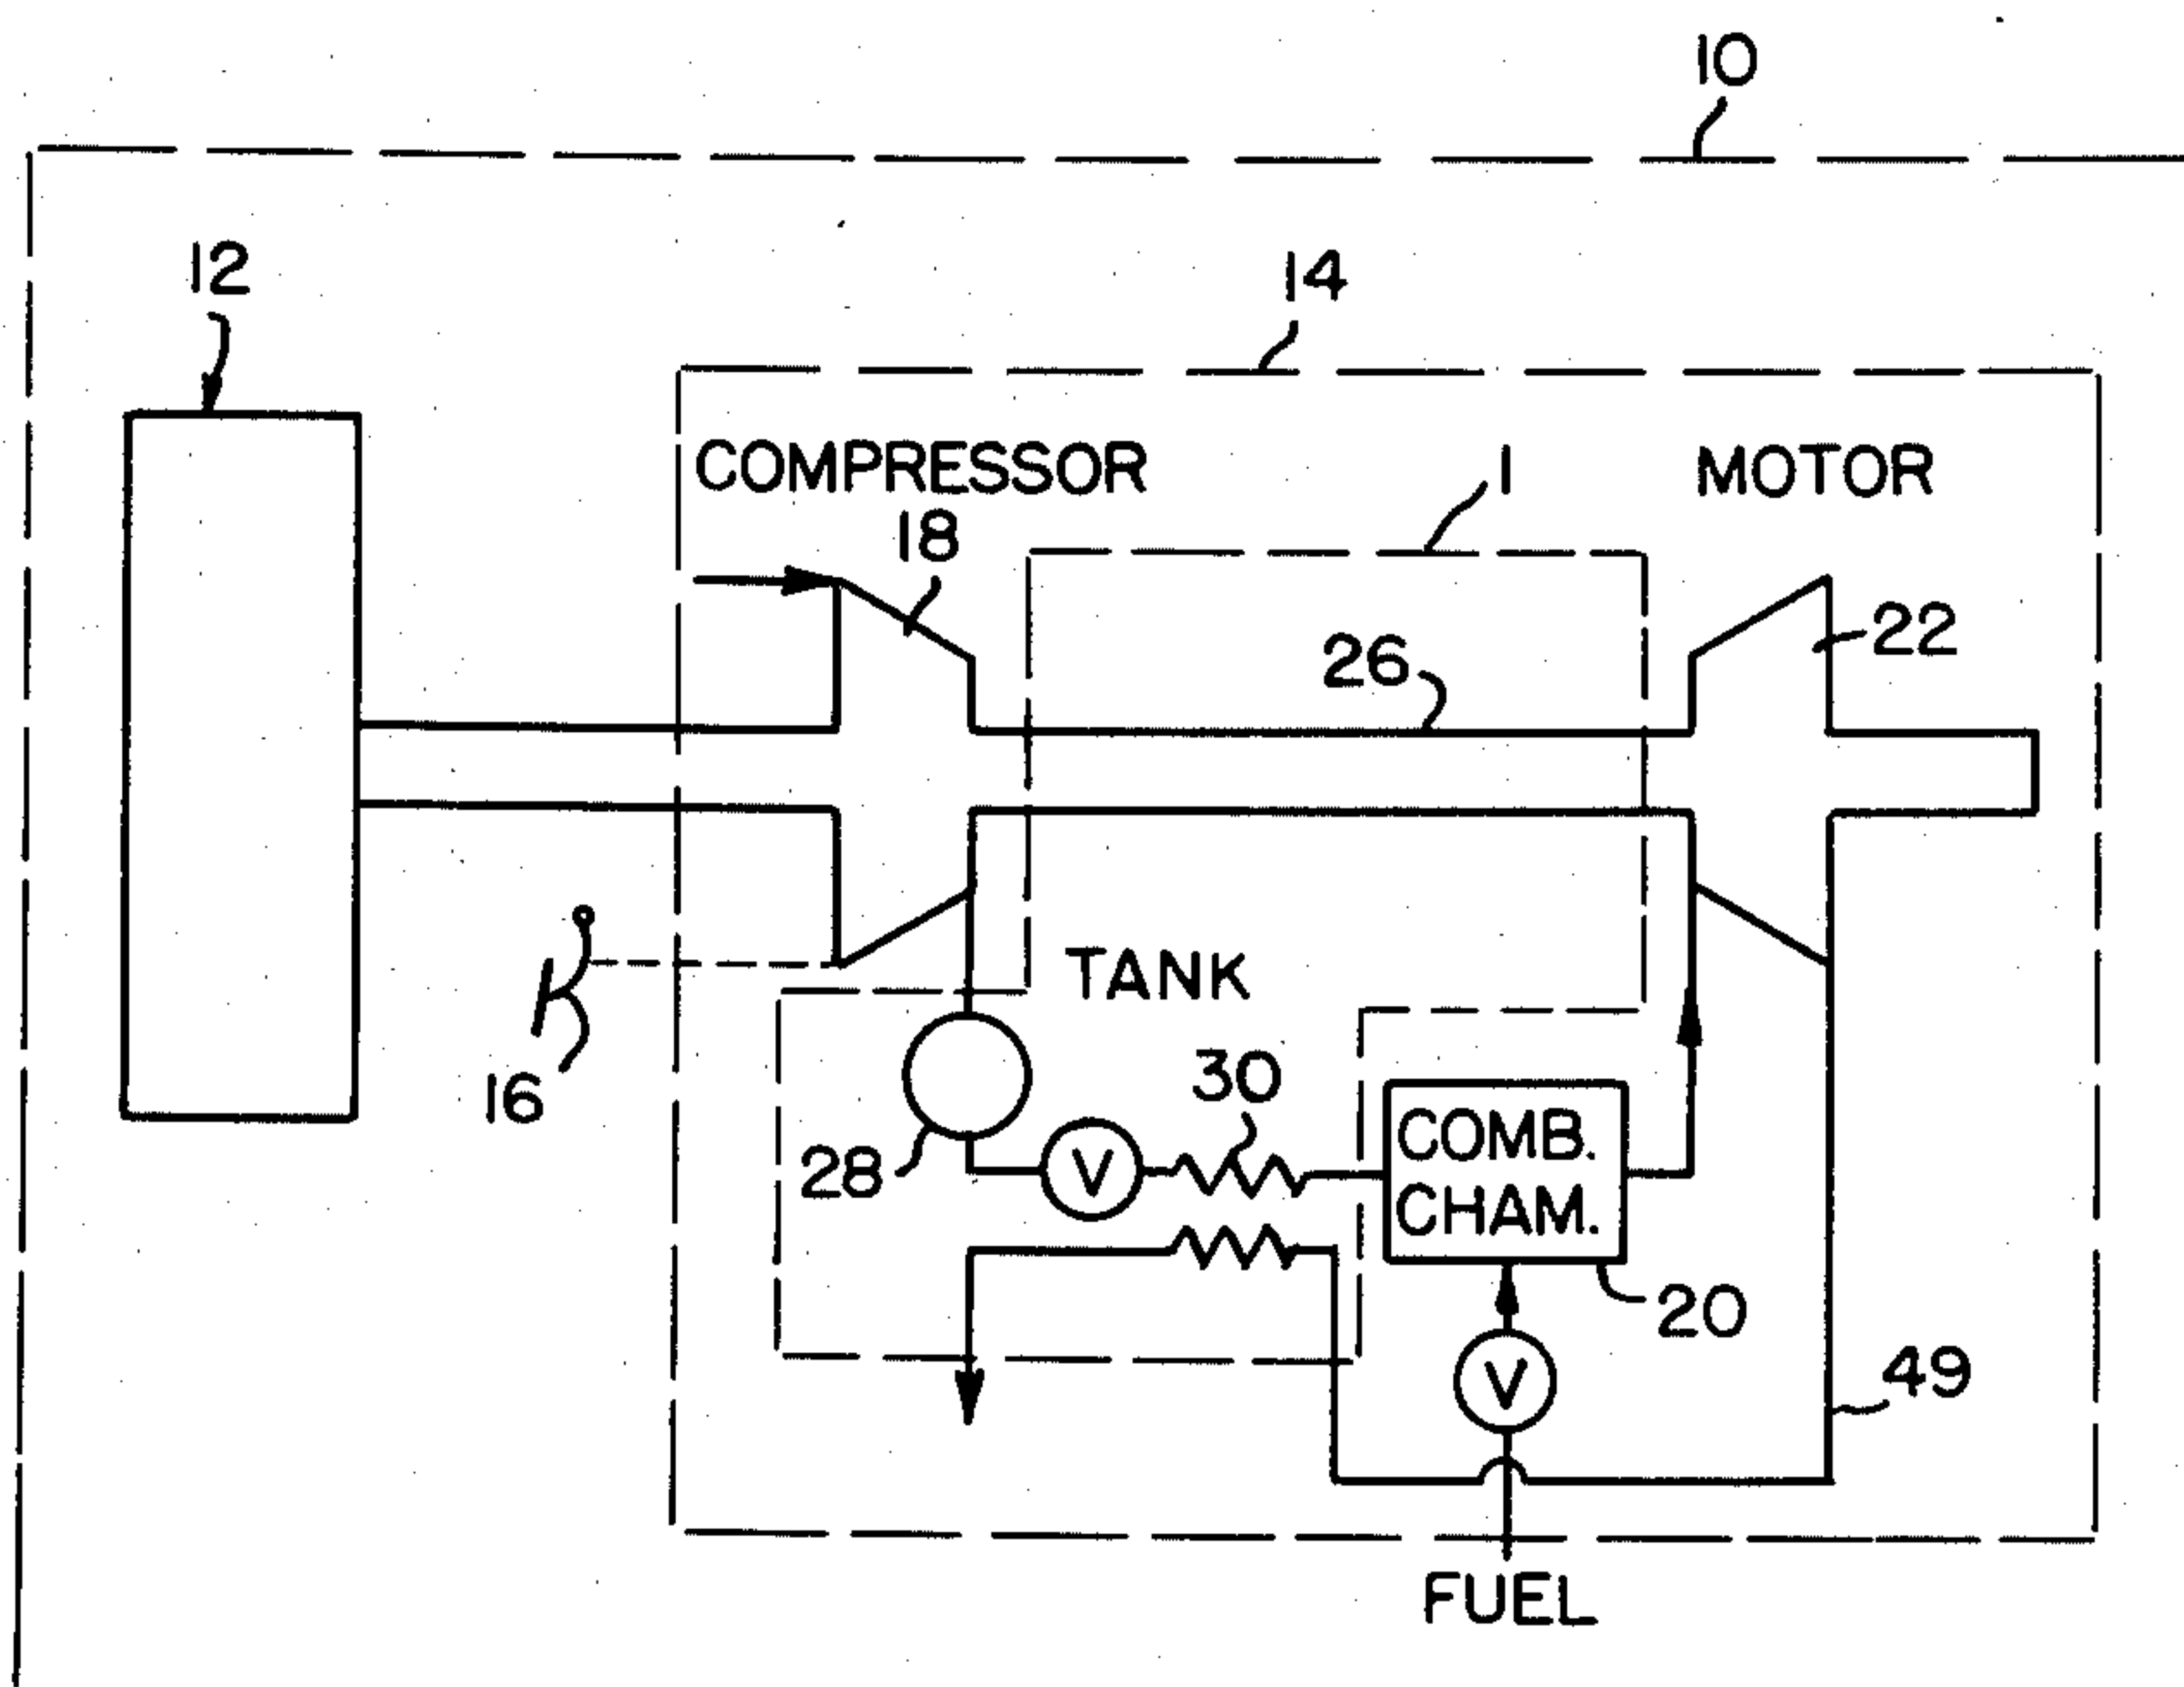 10
12
14
COMPRESSOR
1
MOTOR
18
22
26
TANK
16
30
28
V
COMB.
CHAM.
20
V
49
FUEL